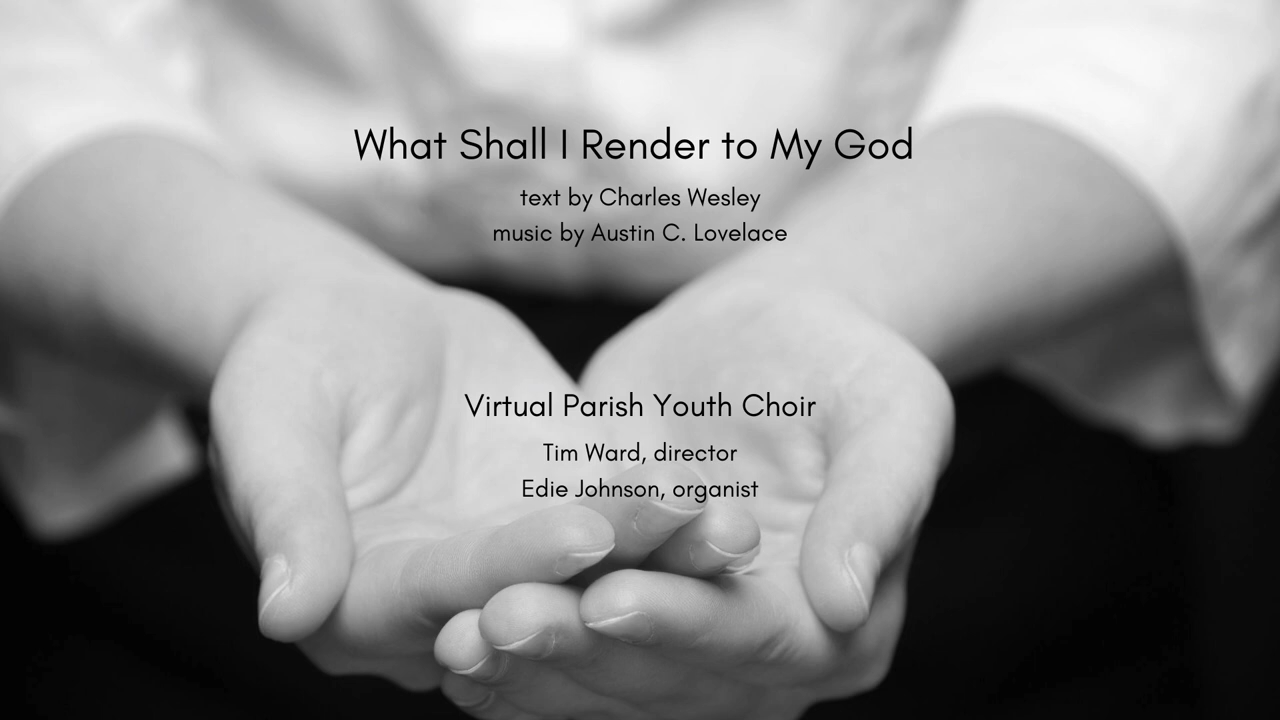 What Shall I Render to My God
text by Charles Wesley
music by Austin C. Lovelace
Virtual Parish Youth Choir
Tim Ward, director
Edie Johnson, organist